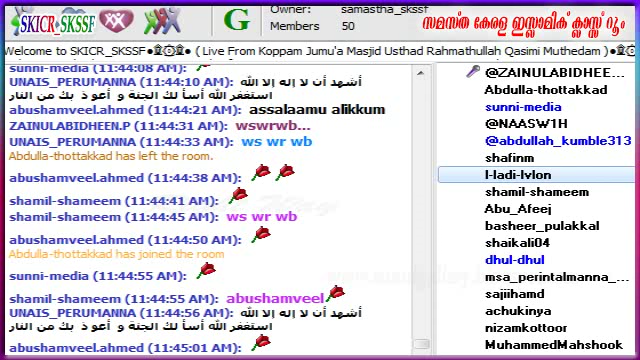 SKICR_SKSSF
G
Owner: samastha_skssf
Members 50
സമസ്ത കേരള ഇസ്ലാമിക് ക്ലാസ്സ് റൂം
Welcome to SKICR_SKSSF ( Live From Koppam Jumu'a Masjid Usthad Rahmathullah Qasimi Muthedam )
sunni-media (11:44:08 AM):
UNAIS_PERUMANNA (11:44:10 AM): أشهد أن لا إله إلا الله
استغفر الله أسأ لك الجنة و أعوذ بك من النار
abushamveel.ahmed (11:44:21 AM): assalaamu alikkum
ZAINULABIDHEEN.P (11:44:31 AM): wswrwb...
UNAIS_PERUMANNA (11:44:33 AM): ws wr wb
Abdulla-thottakkad has left the room.
abushamveel.ahmed (11:44:38 AM):
shamil-shameem (11:44:41 AM):
shamil-shameem (11:44:45 AM): ws wr wb
abushamveel.ahmed (11:44:50 AM):
Abdulla-thottakkad has joined the room
sunni-media (11:44:55 AM):
shamil-shameem (11:44:55 AM): abushamveel
UNAIS_PERUMANNA (11:44:56 AM): أشهد أن لا إله إلا الله
استغفر الله أسأ لك الجنة و أعوذ بك من النار
abushamveel.ahmed (11:45:01 AM):
@ZAINULABIDHEE...
Abdulla-thottakkad
sunni-media
@NAASW1H
@abdullah_kumble313
shafinm
l-ladi-lvlon
shamil-shameem
Abu_Afeej
basheer_pulakkal
shaikali04
dhul-dhul
msa_perintalmanna_...
sajiihamd
achukinya
nizamkottoor
MuhammedMahshook